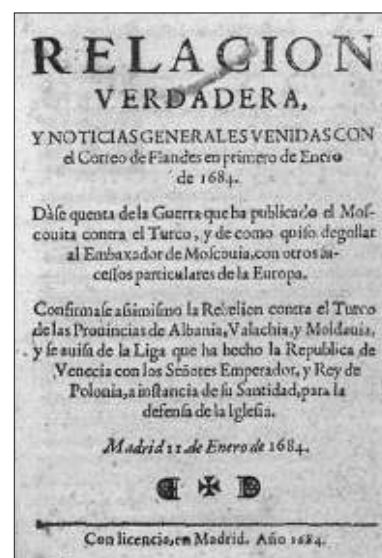 RELACION
VERDADERA,
Y NOTICIAS GENERALES VENIDAS CON
el Correo de Flandes en primero de Enero
de 1684.
Dàse quenta de la Guerra que ha publicado el Mos-
couita contra el Turco, y de como quiso degollar
al Embaxador de Moscouia, con otros su-
cessos particulares de la Europa.
Confirmase assimismo la Rebelion contra el Turco
de las Prouincias de Albania, Valachia, y Moldauia,
y se auisa de la Liga que ha hecho la Republica de
Venecia con los Señores Emperador, y Rey de
Polonia, a instancia de su Santidad, para la
defensa de la Iglesia.
Madrid 11 de Enero de 1684.
Con licencia, en Madrid. Año 1684.